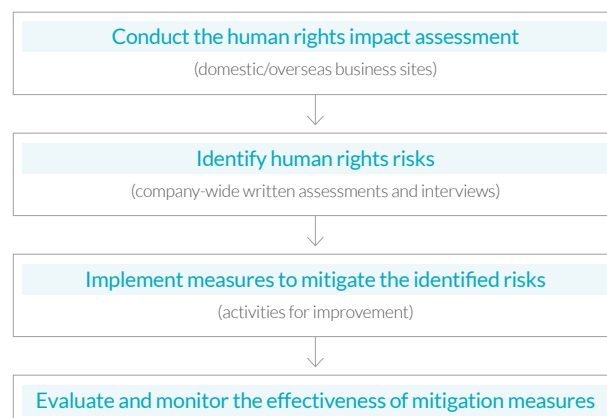 Conduct the human rights impact assessment
(domestic/overseas business sites)
Identify human rights risks
(company-wide written assessments and interviews)
Implement measures to mitigate the identified risks
(activities for improvement)
Evaluate and monitor the effectiveness of mitigation measures